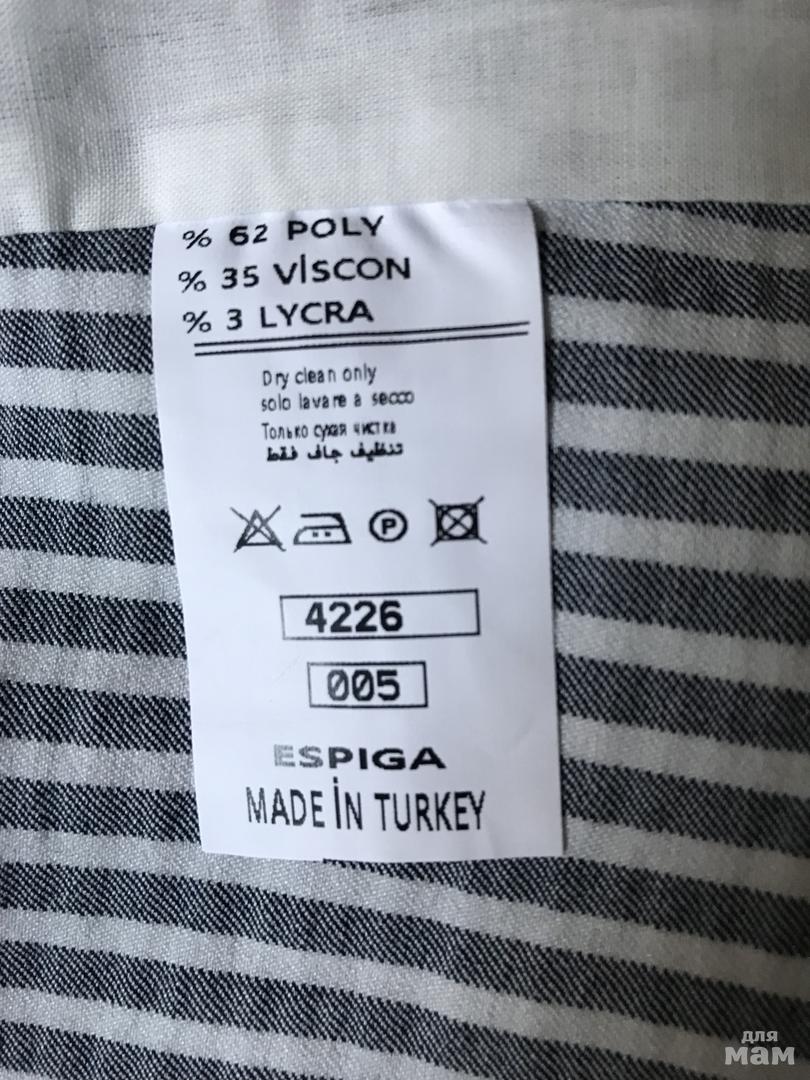 % 62 POLY
% 35 VİSCON
% 3 LYCRA
Dry clean only
solo lavare a secco
Только сухая чистка
تنظيف جاف فقط
P
4226
005
ESPIGA
MADE İN TURKEY
для
мам